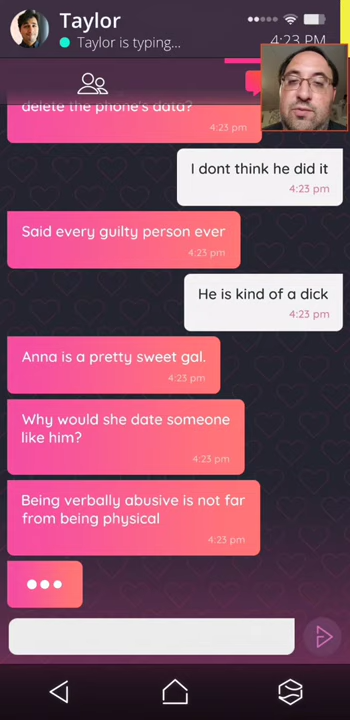 Taylor
Taylor is typing...
4:23 PM
delete the phone's data?
4:23 pm
I dont think he did it
4:23 pm
Said every guilty person ever
4:23 pm
He is kind of a dick
4:23 pm
Anna is a pretty sweet gal.
4:23 pm
Why would she date someone
like him?
4:23 pm
Being verbally abusive is not far
from being physical
4:23 pm